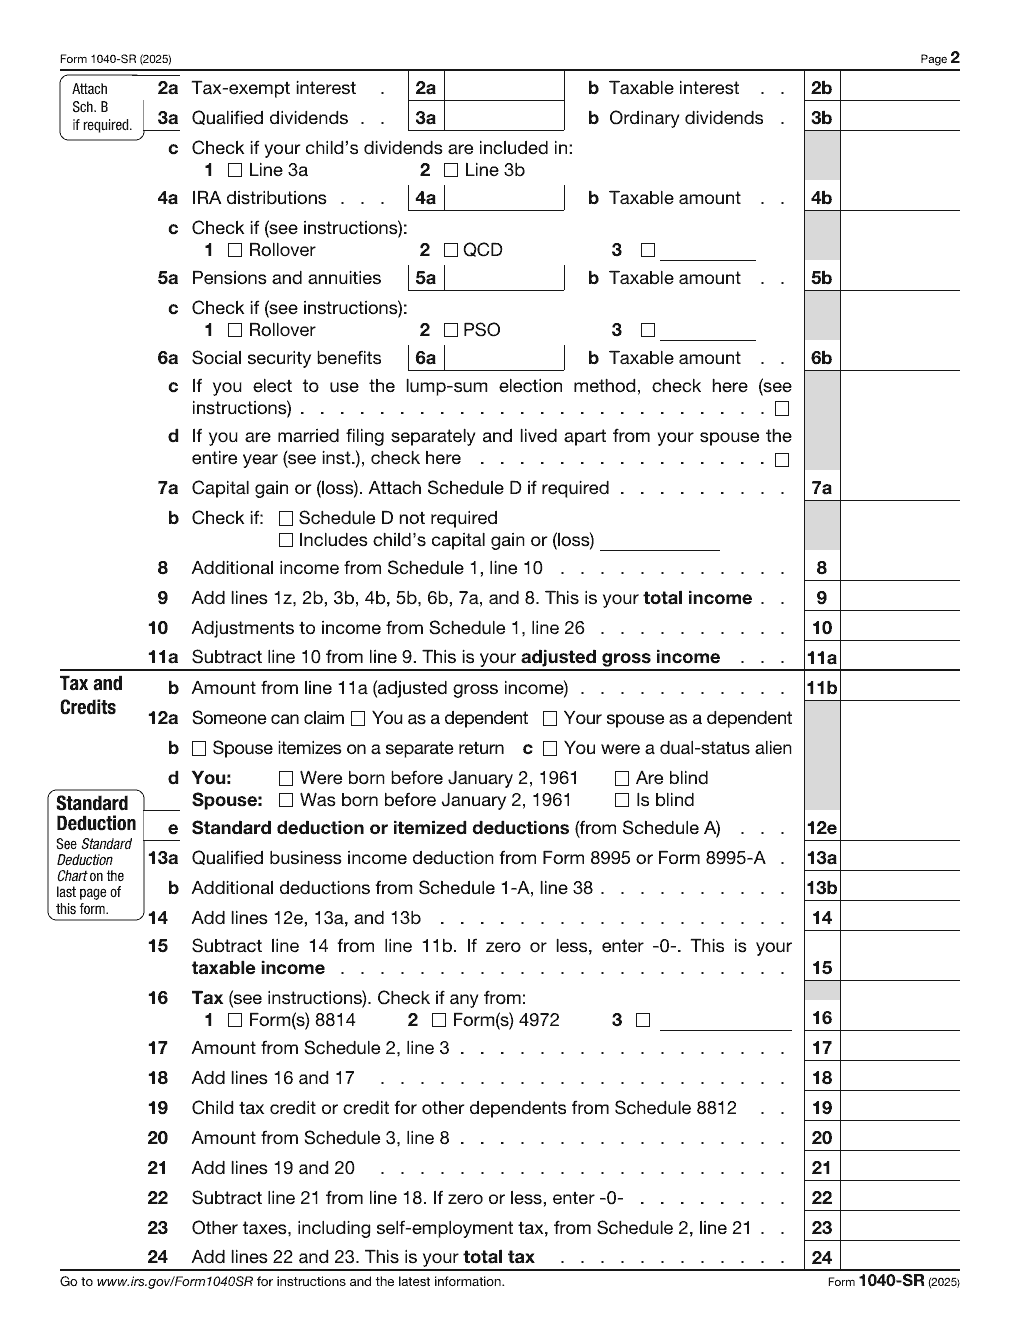 Form 1040-SR (2025) Page 2
Attach
Sch. B
if required.
2a Tax-exempt interest . 2a b Taxable interest . . 2b
3a Qualified dividends . . 3a b Ordinary dividends . 3b
c Check if your child's dividends are included in:
1 ☐ Line 3a 2 ☐ Line 3b
4a IRA distributions . . . 4a b Taxable amount . . 4b
c Check if (see instructions):
1 ☐ Rollover 2 ☐ QCD 3 ☐
5a Pensions and annuities 5a b Taxable amount . . 5b
c Check if (see instructions):
1 ☐ Rollover 2 ☐ PSO 3 ☐
6a Social security benefits 6a b Taxable amount . . 6b
c If you elect to use the lump-sum election method, check here (see
instructions) . . . . . . . . . . . . . . . . . . . . . . . . ☐
d If you are married filing separately and lived apart from your spouse the
entire year (see inst.), check here . . . . . . . . . . . . . . . ☐
7a Capital gain or (loss). Attach Schedule D if required . . . . . . . . . 7a
b Check if: ☐ Schedule D not required
☐ Includes child's capital gain or (loss)
8 Additional income from Schedule 1, line 10 . . . . . . . . . . . . 8
9 Add lines 1z, 2b, 3b, 4b, 5b, 6b, 7a, and 8. This is your total income . . 9
10 Adjustments to income from Schedule 1, line 26 . . . . . . . . . . 10
11a Subtract line 10 from line 9. This is your adjusted gross income . . . 11a
Tax and
Credits
b Amount from line 11a (adjusted gross income) . . . . . . . . . . . 11b
12a Someone can claim ☐ You as a dependent ☐ Your spouse as a dependent
b ☐ Spouse itemizes on a separate return c ☐ You were a dual-status alien
d You: ☐ Were born before January 2, 1961 ☐ Are blind
Spouse: ☐ Was born before January 2, 1961 ☐ Is blind
Standard
Deduction
See Standard
Deduction
Chart on the
last page of
this form.
e Standard deduction or itemized deductions (from Schedule A) . . . 12e
13a Qualified business income deduction from Form 8995 or Form 8995-A . 13a
b Additional deductions from Schedule 1-A, line 38 . . . . . . . . . . 13b
14 Add lines 12e, 13a, and 13b . . . . . . . . . . . . . . . . . . 14
15 Subtract line 14 from line 11b. If zero or less, enter -0-. This is your
taxable income . . . . . . . . . . . . . . . . . . . . . . . 15
16 Tax (see instructions). Check if any from:
1 ☐ Form(s) 8814 2 ☐ Form(s) 4972 3 ☐ 16
17 Amount from Schedule 2, line 3 . . . . . . . . . . . . . . . . . 17
18 Add lines 16 and 17 . . . . . . . . . . . . . . . . . . . . . 18
19 Child tax credit or credit for other dependents from Schedule 8812 . . 19
20 Amount from Schedule 3, line 8 . . . . . . . . . . . . . . . . . 20
21 Add lines 19 and 20 . . . . . . . . . . . . . . . . . . . . . 21
22 Subtract line 21 from line 18. If zero or less, enter -0- . . . . . . . . 22
23 Other taxes, including self-employment tax, from Schedule 2, line 21 . . 23
24 Add lines 22 and 23. This is your total tax . . . . . . . . . . . . 24
Go to www.irs.gov/Form1040SR for instructions and the latest information. Form 1040-SR (2025)